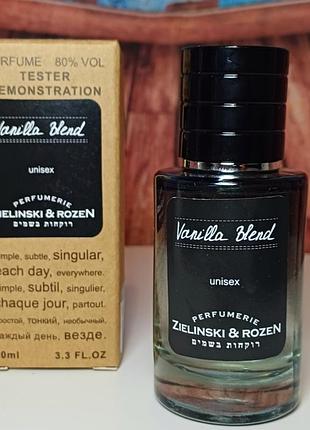 PERFUME 80% VOL
TESTER
DEMONSTRATION
Vanilla Blend
unisex
PERFUMERIE
ZIELINSKI & ROZEN
רוקחות בשמים
simple, subtle, singular,
each day, everywhere.
simple, subtil, singulier,
chaque jour, partout.
простой, тонкий, необычный.
каждый день, везде.
3.3 FL.OZ
Vanilla Blend
unisex
PERFUMERIE
ZIELINSKI & ROZEN
רוקחות בשמים